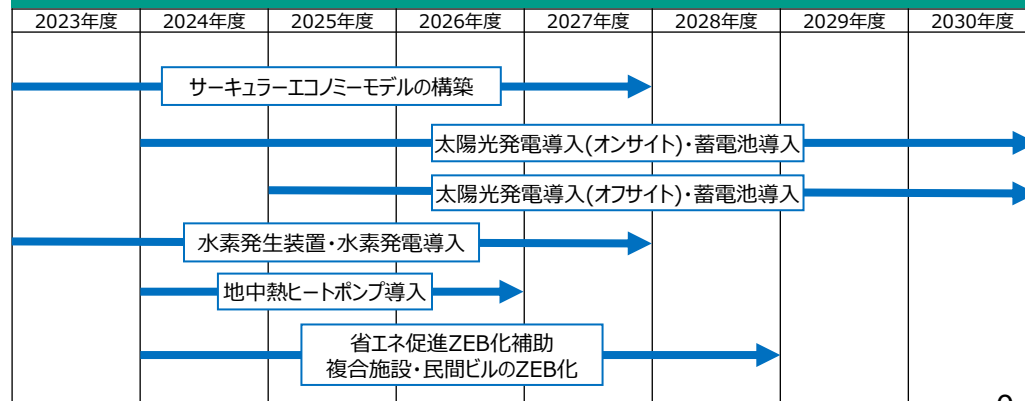 2023年度 2024年度 2025年度 2026年度 2027年度 2028年度 2029年度 2030年度
サーキュラーエコノミーモデルの構築
太陽光発電導入(オンサイト)・蓄電池導入
太陽光発電導入(オフサイト)・蓄電池導入
水素発生装置・水素発電導入
地中熱ヒートポンプ導入
省エネ促進ZEB化補助
複合施設・民間ビルのZEB化